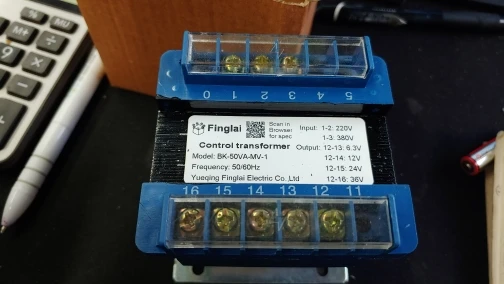 0 1 2 3 4 5
Finglai
Scan in
Browser
for spec
Input: 1-2: 220V
1-3: 380V
Control transformer
Output: 12-13: 6.3V
Model: BK-50VA-MV-1
12-14: 12V
Frequency: 50/60Hz
12-15: 24V
Yueqing Finglai Electric Co.,Ltd
12-16: 36V
16 15 14 13 12 11